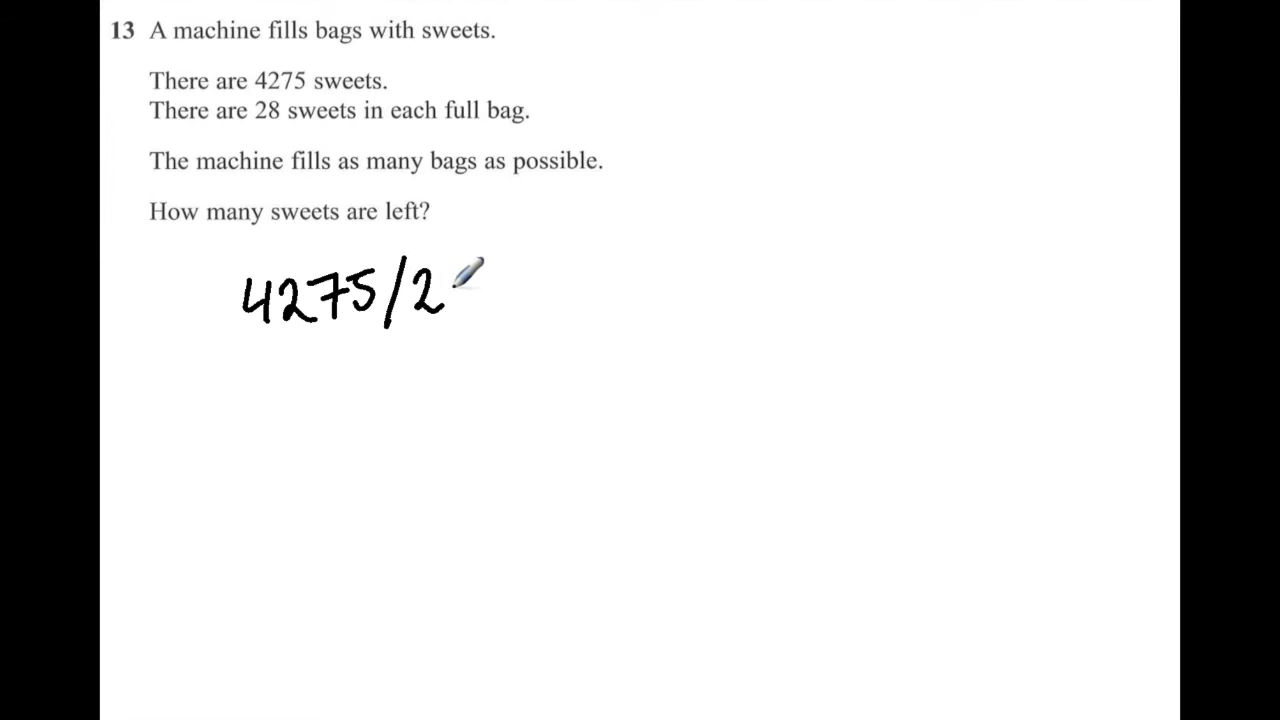 13 A machine fills bags with sweets.
There are 4275 sweets.
There are 28 sweets in each full bag.
The machine fills as many bags as possible.
How many sweets are left?
4275/2